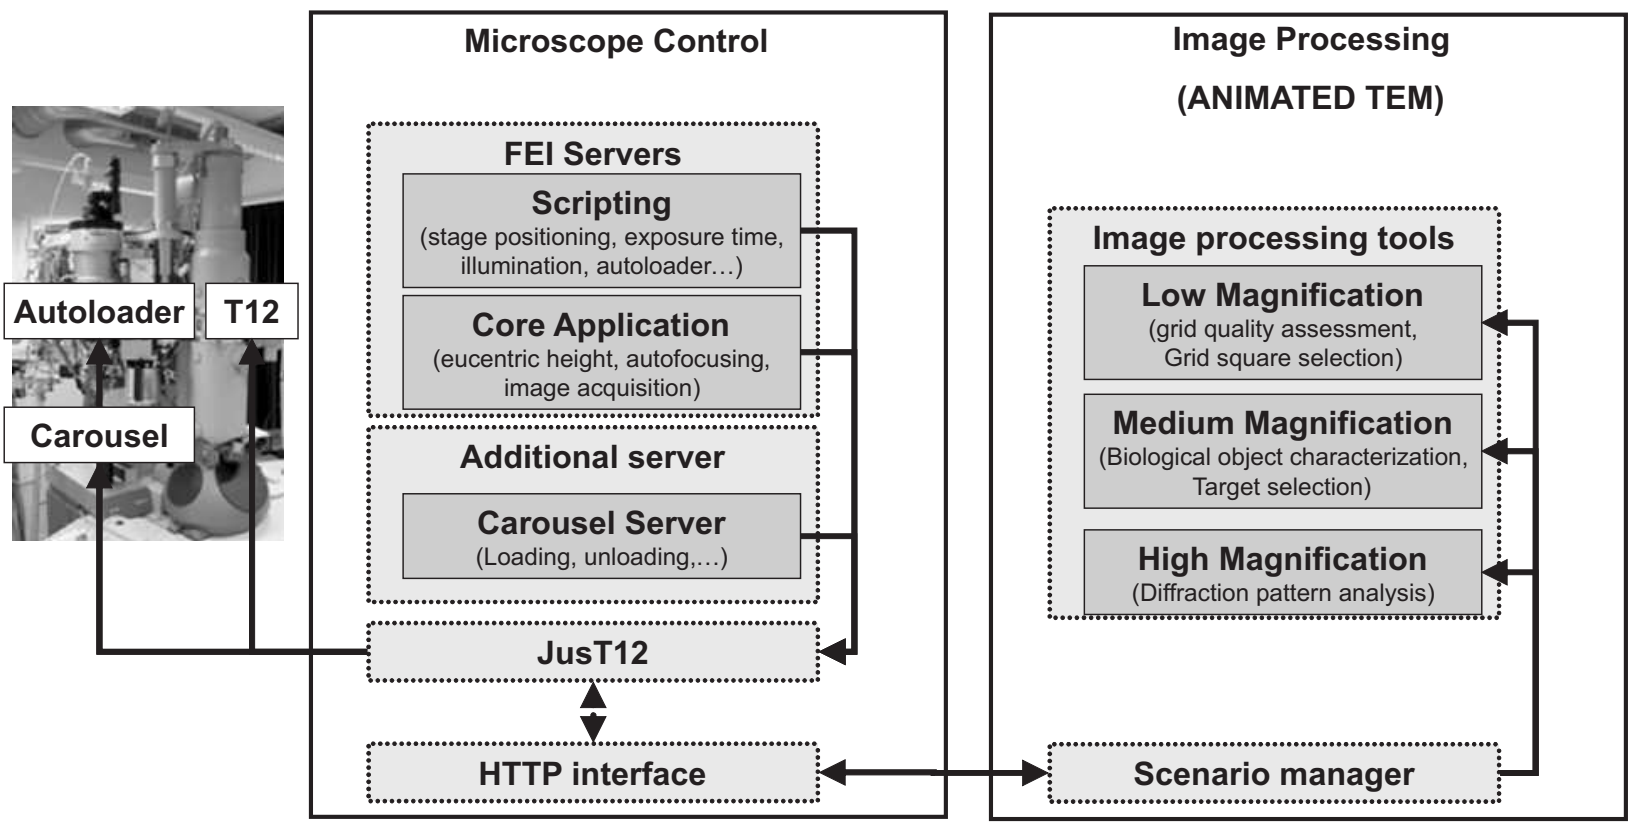 Microscope Control
FEI Servers
Scripting
(stage positioning, exposure time,
illumination, autoloader…)
Core Application
(eucentric height, autofocusing,
image acquisition)
Additional server
Carousel Server
(Loading, unloading,…)
JusT12
HTTP interface
Autoloader
T12
Carousel
Image Processing
(ANIMATED TEM)
Image processing tools
Low Magnification
(grid quality assessment,
Grid square selection)
Medium Magnification
(Biological object characterization,
Target selection)
High Magnification
(Diffraction pattern analysis)
Scenario manager